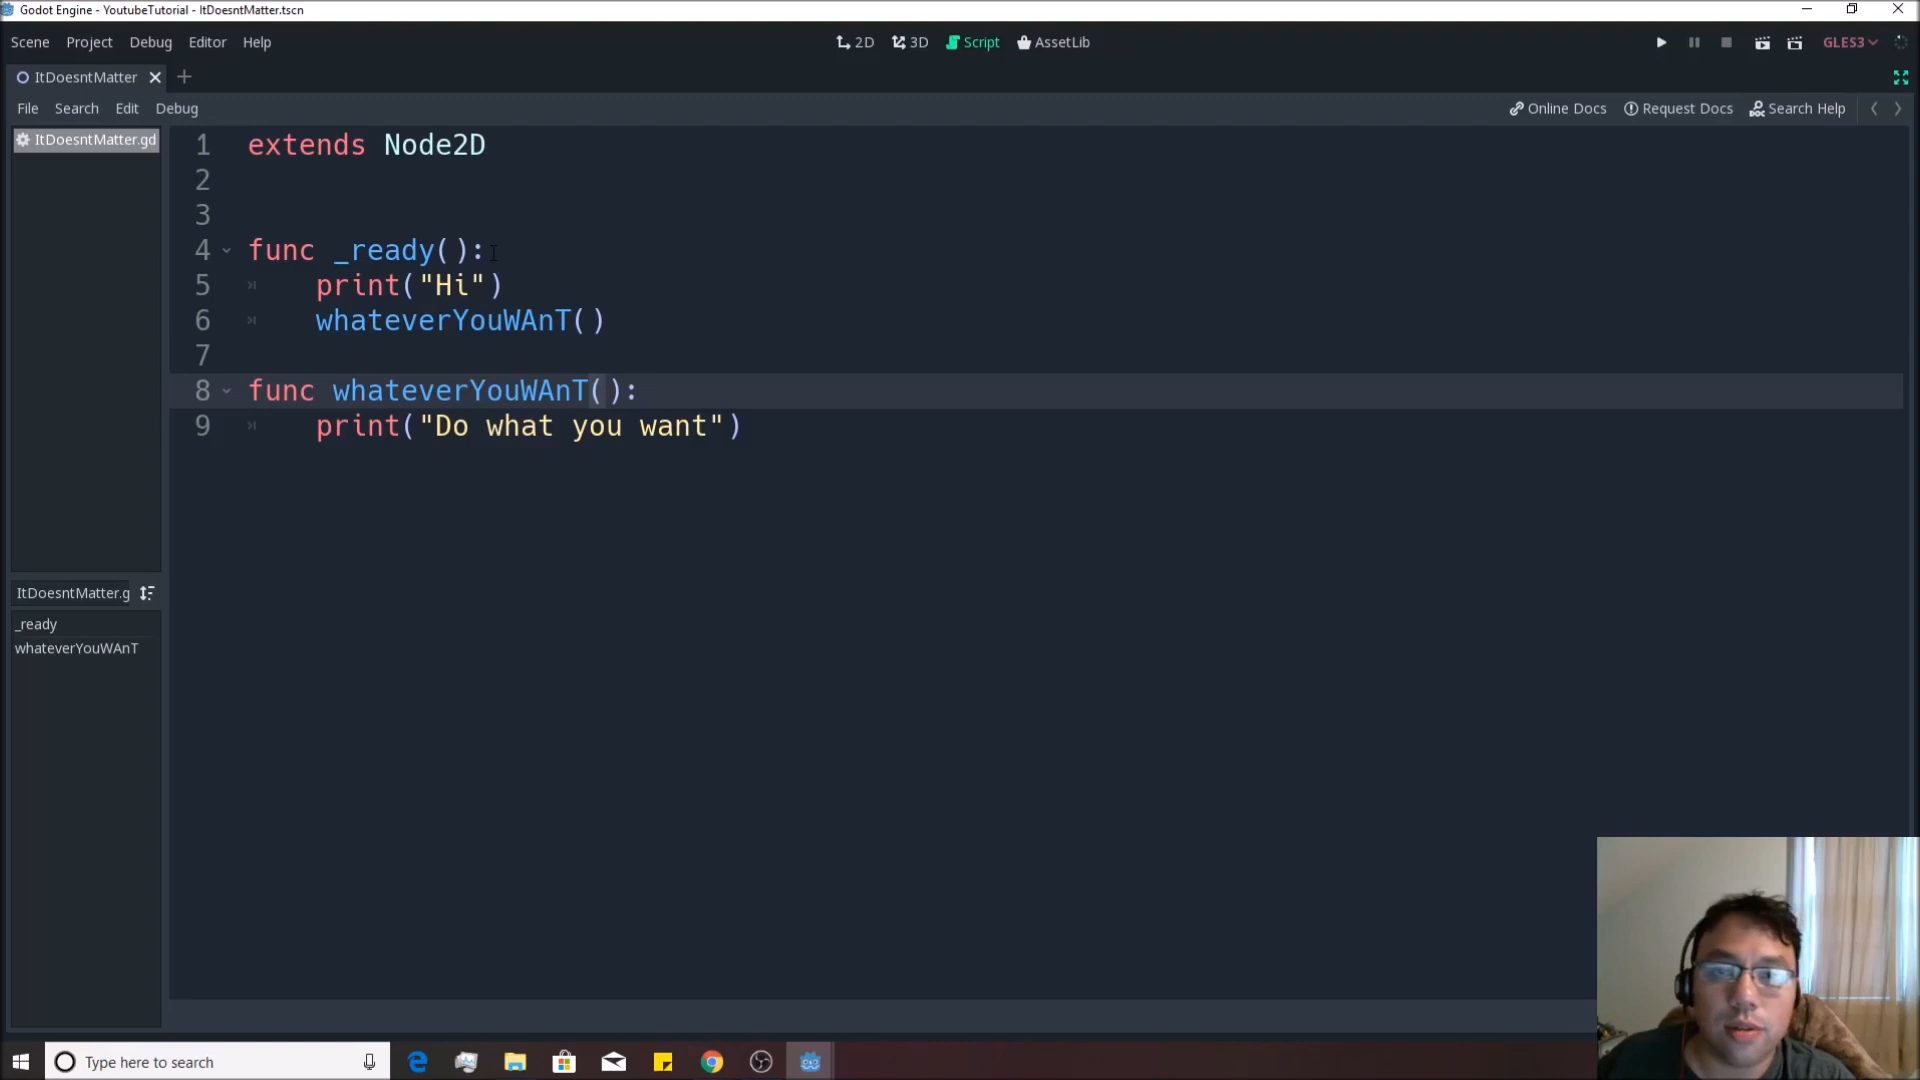 Godot Engine - YoutubeTutorial - ItDoesntMatter.tscn
Scene Project Debug Editor Help
2D 3D Script AssetLib
GLES3
ItDoesntMatter
File Search Edit Debug
Online Docs Request Docs Search Help
ItDoesntMatter.gd
1 extends Node2D
2
3
4 func _ready():
5 print("Hi")
6 whateverYouWAnT()
7
8 func whateverYouWAnT():
9 print("Do what you want")
ItDoesntMatter.g
_ready
whateverYouWAnT
Type here to search